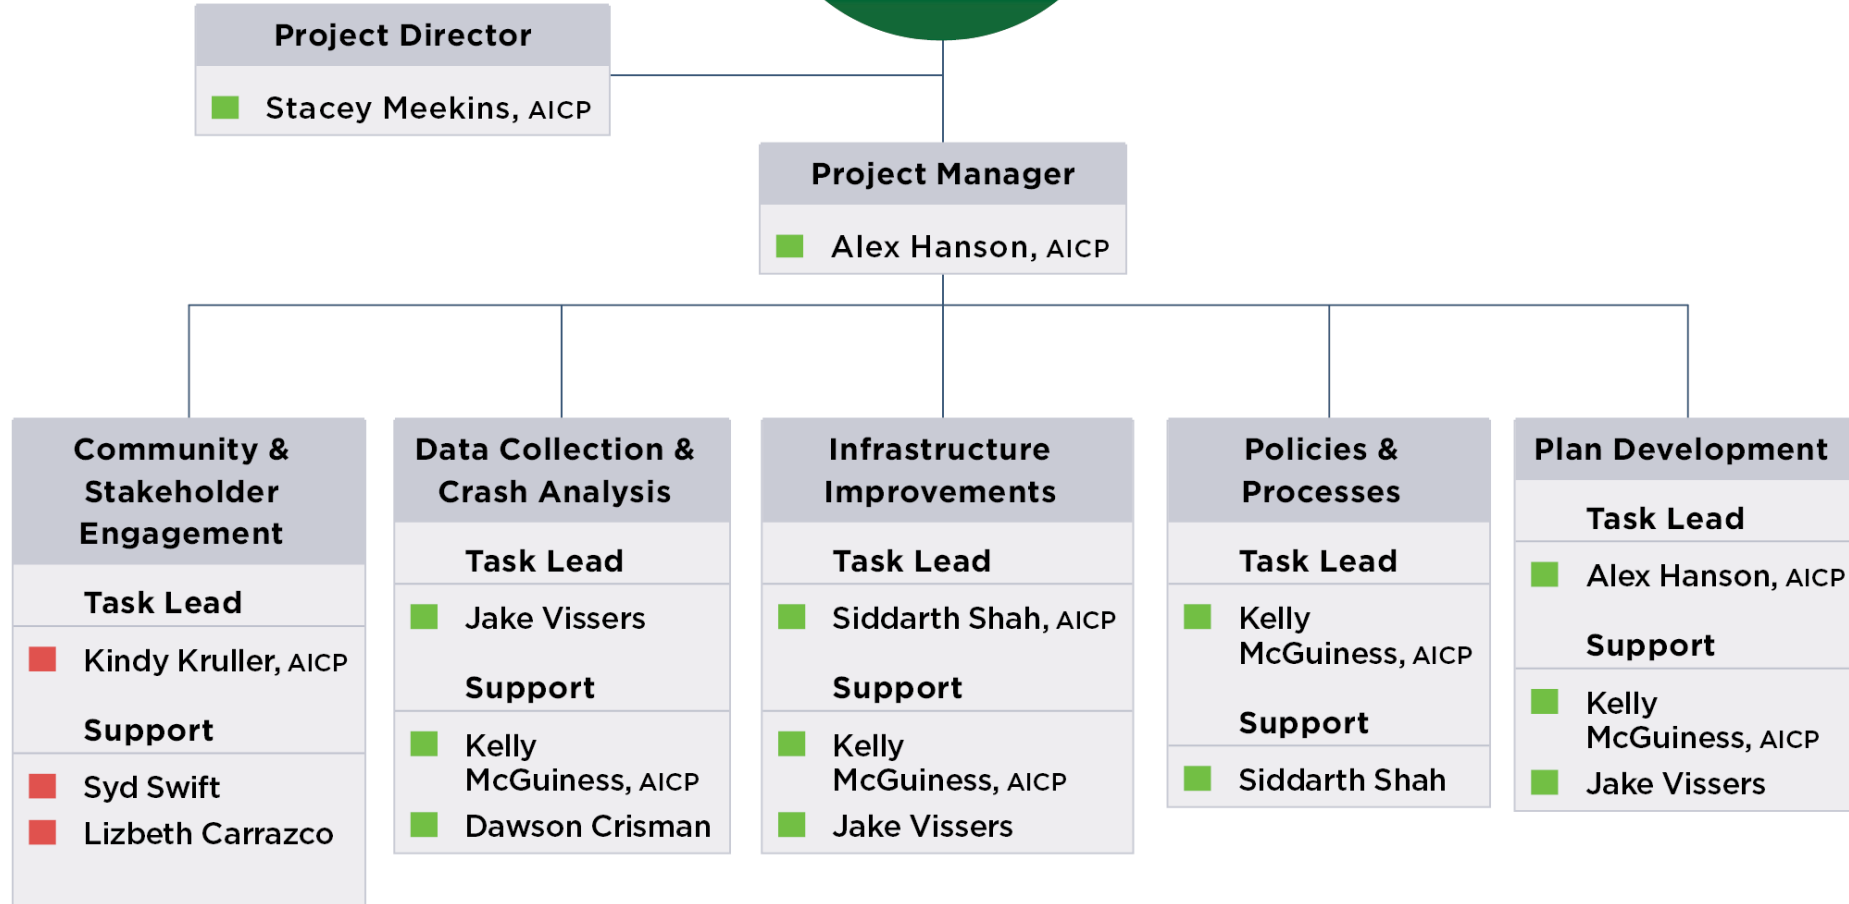 Project Director
Stacey Meekins, AICP
Project Manager
Alex Hanson, AICP
Community &
Stakeholder
Engagement
Task Lead
Kindy Kruller, AICP
Support
Syd Swift
Lizbeth Carrazco
Data Collection &
Crash Analysis
Task Lead
Jake Vissers
Support
Kelly
McGuiness, AICP
Dawson Crisman
Infrastructure
Improvements
Task Lead
Siddarth Shah, AICP
Support
Kelly
McGuiness, AICP
Jake Vissers
Policies &
Processes
Task Lead
Kelly
McGuiness, AICP
Support
Siddarth Shah
Plan Development
Task Lead
Alex Hanson, AICP
Support
Kelly
McGuiness, AICP
Jake Vissers